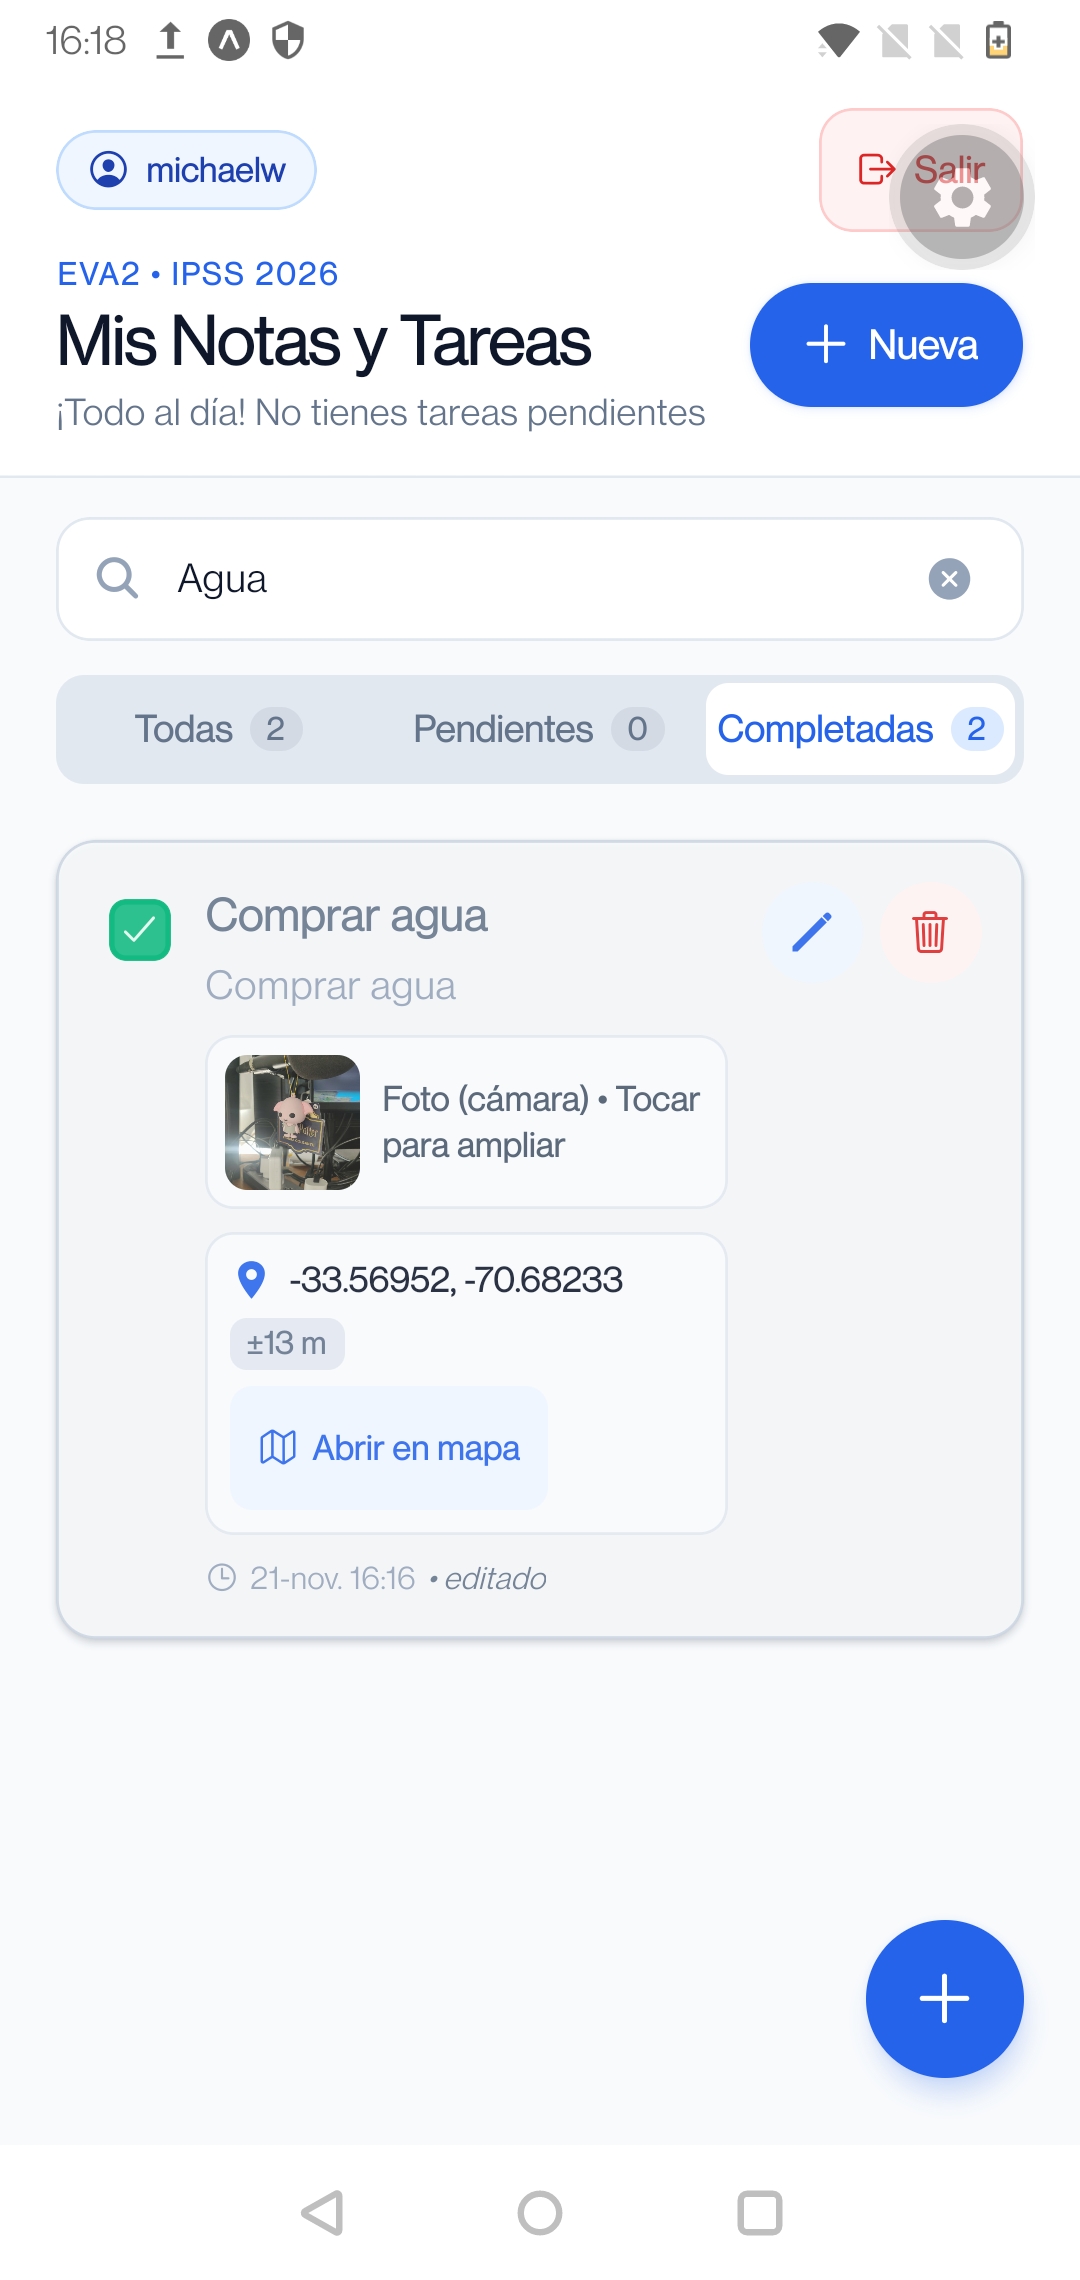 16:18
michaelw
Salir
EVA2 • IPSS 2026
Mis Notas y Tareas
+ Nueva
¡Todo al día! No tienes tareas pendientes
Agua
Todas 2
Pendientes 0
Completadas 2
Comprar agua
Comprar agua
Foto (cámara) • Tocar
para ampliar
-33.56952, -70.68233
±13 m
Abrir en mapa
21-nov. 16:16 • editado